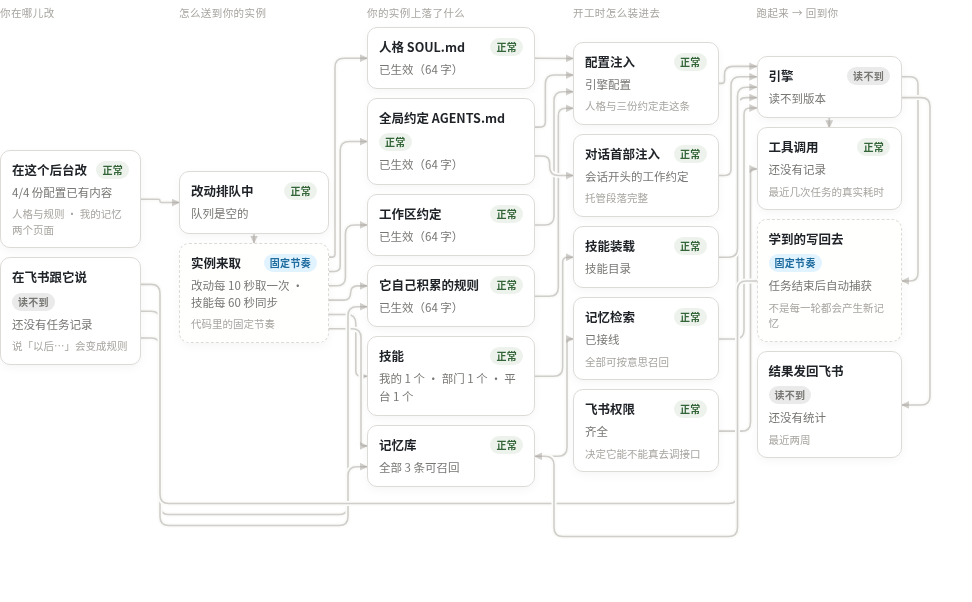 你在哪儿改
怎么送到你的实例
你的实例上落了什么
开工时怎么装进去
跑起来 → 回到你
在这个后台改
正常
4/4 份配置已有内容
人格与规则 · 我的记忆
两个页面
在飞书跟它说
读不到
还没有任务记录
说「以后…」会变成规则
改动排队中
正常
队列是空的
实例来取
固定节奏
改动每 10 秒取一次 ·
技能每 60 秒同步
代码里的固定节奏
人格 SOUL.md
正常
已生效（64 字）
全局约定 AGENTS.md
正常
已生效（64 字）
工作区约定
正常
已生效（64 字）
它自己积累的规则
正常
已生效（64 字）
技能
正常
我的 1 个 · 部门 1 个 · 平
台 1 个
记忆库
正常
全部 3 条可召回
配置注入
正常
引擎配置
人格与三份约定走这条
对话首部注入
正常
会话开头的工作约定
托管段落完整
技能装载
正常
技能目录
记忆检索
正常
已接线
全部可按意思召回
飞书权限
正常
齐全
决定它能不能真去调接口
引擎
读不到
读不到版本
工具调用
正常
还没有记录
最近几次任务的真实耗时
学到的写回去
固定节奏
任务结束后自动捕获
不是每一轮都会产生新记
忆
结果发回飞书
读不到
还没有统计
最近两周